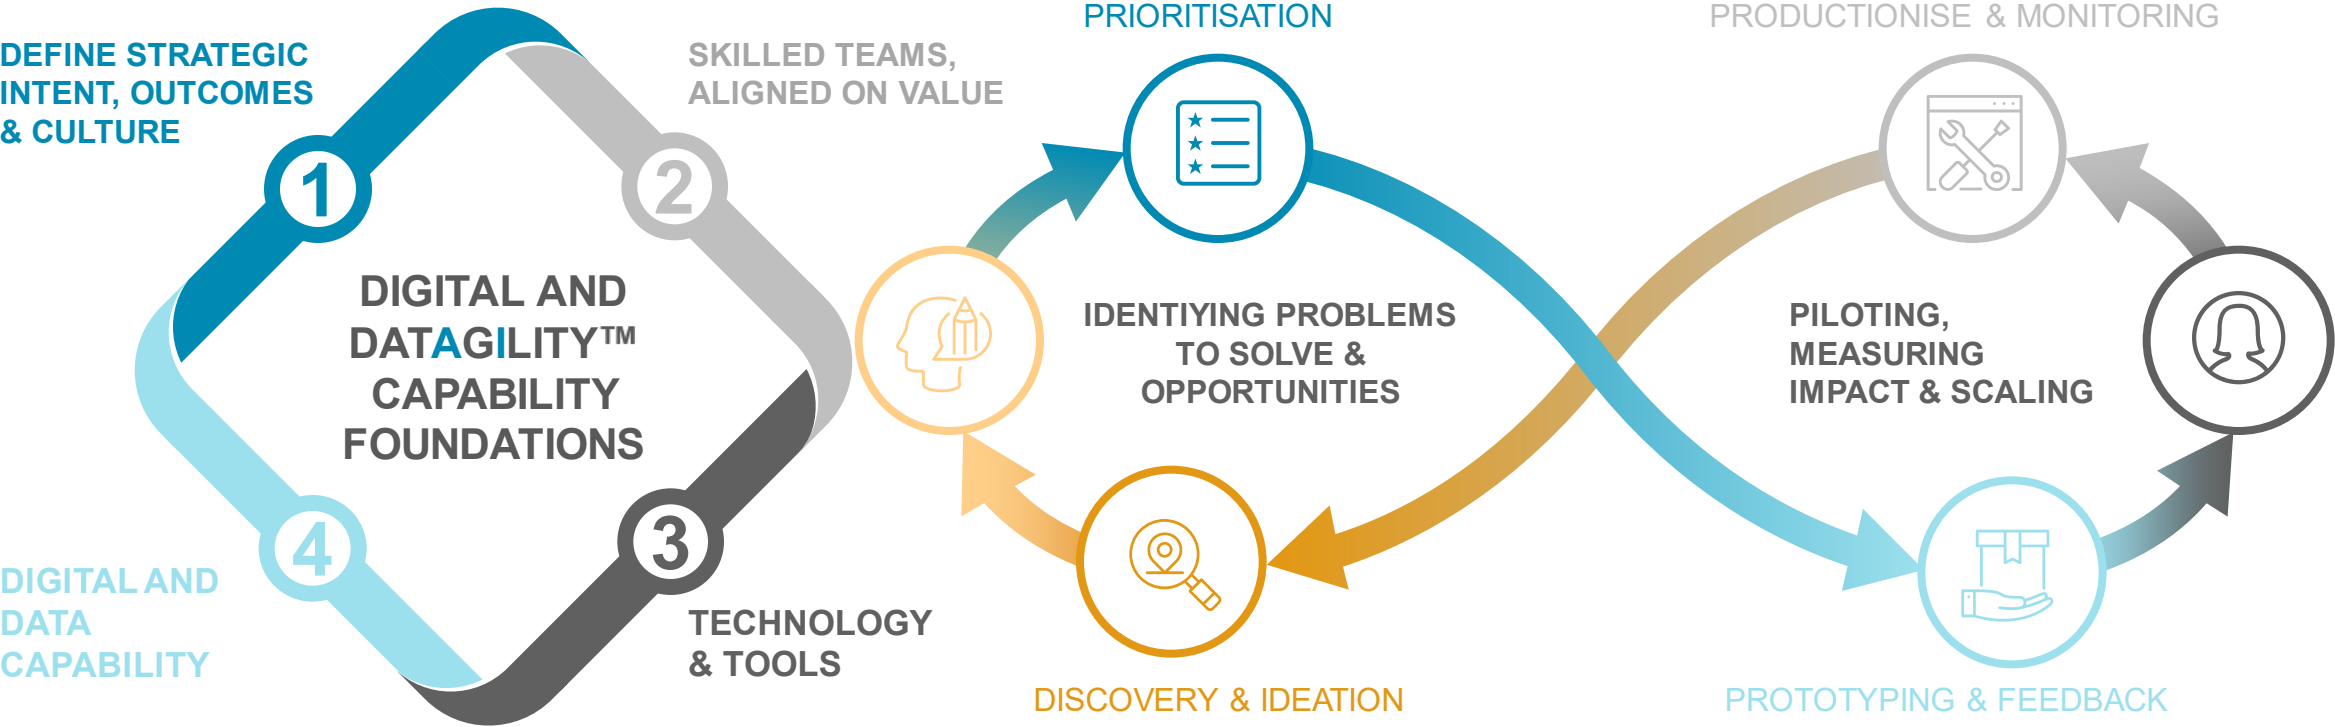 DEFINE STRATEGIC
INTENT, OUTCOMES
& CULTURE
1
SKILLED TEAMS,
ALIGNED ON VALUE
2
DIGITAL AND
DATAGILITY™
CAPABILITY
FOUNDATIONS
4
DIGITAL AND
DATA
CAPABILITY
3
TECHNOLOGY
& TOOLS
PRIORITISATION
IDENTIYING PROBLEMS
TO SOLVE &
OPPORTUNITIES
DISCOVERY & IDEATION
PRODUCTIONISE & MONITORING
PILOTING,
MEASURING
IMPACT & SCALING
PROTOTYPING & FEEDBACK